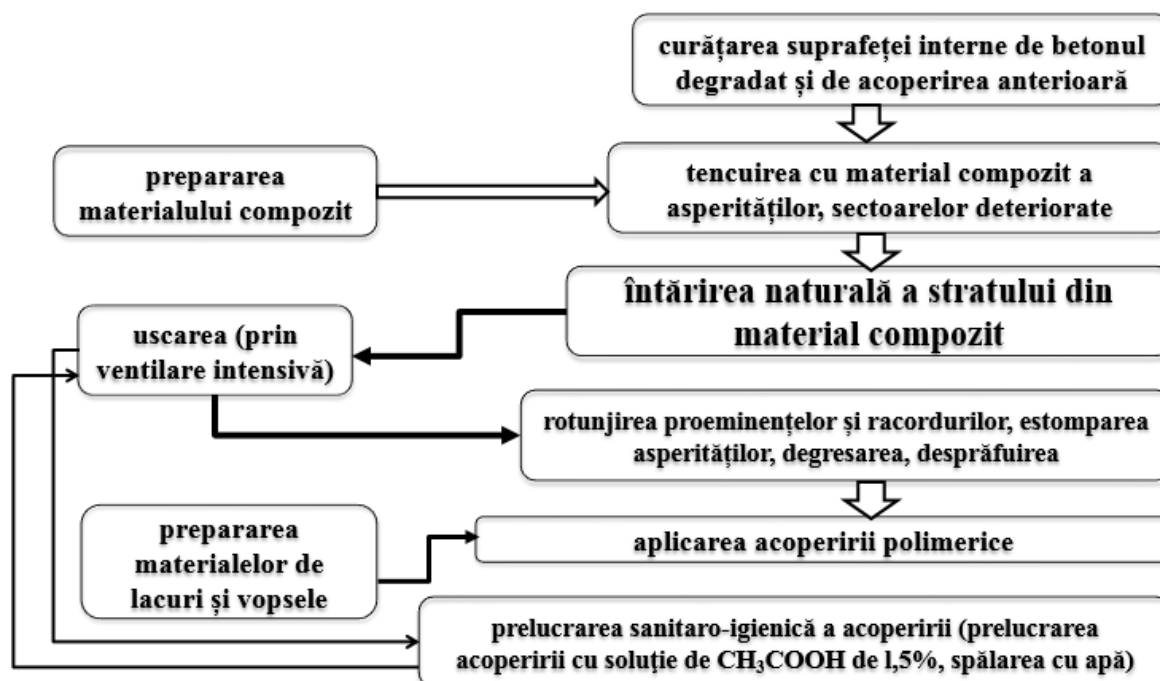 curățarea suprafeței interne de betonul
degradat și de acoperirea anterioară
prepararea
materialului compozit
tencuirea cu material compozit a
asperităților, sectoarelor deteriorate
întărirea naturală a stratului din
material compozit
uscarea (prin
ventilare intensivă)
rotunjirea proeminențelor și racordurilor, estomparea
asperităților, degresarea, desprăfuirea
prepararea
materialelor de
lacuri și vopsele
aplicarea acoperirii polimerice
prelucrarea sanitaro-igienică a acoperirii (prelucrarea
acoperirii cu soluție de CH₃COOH de l,5%, spălarea cu apă)